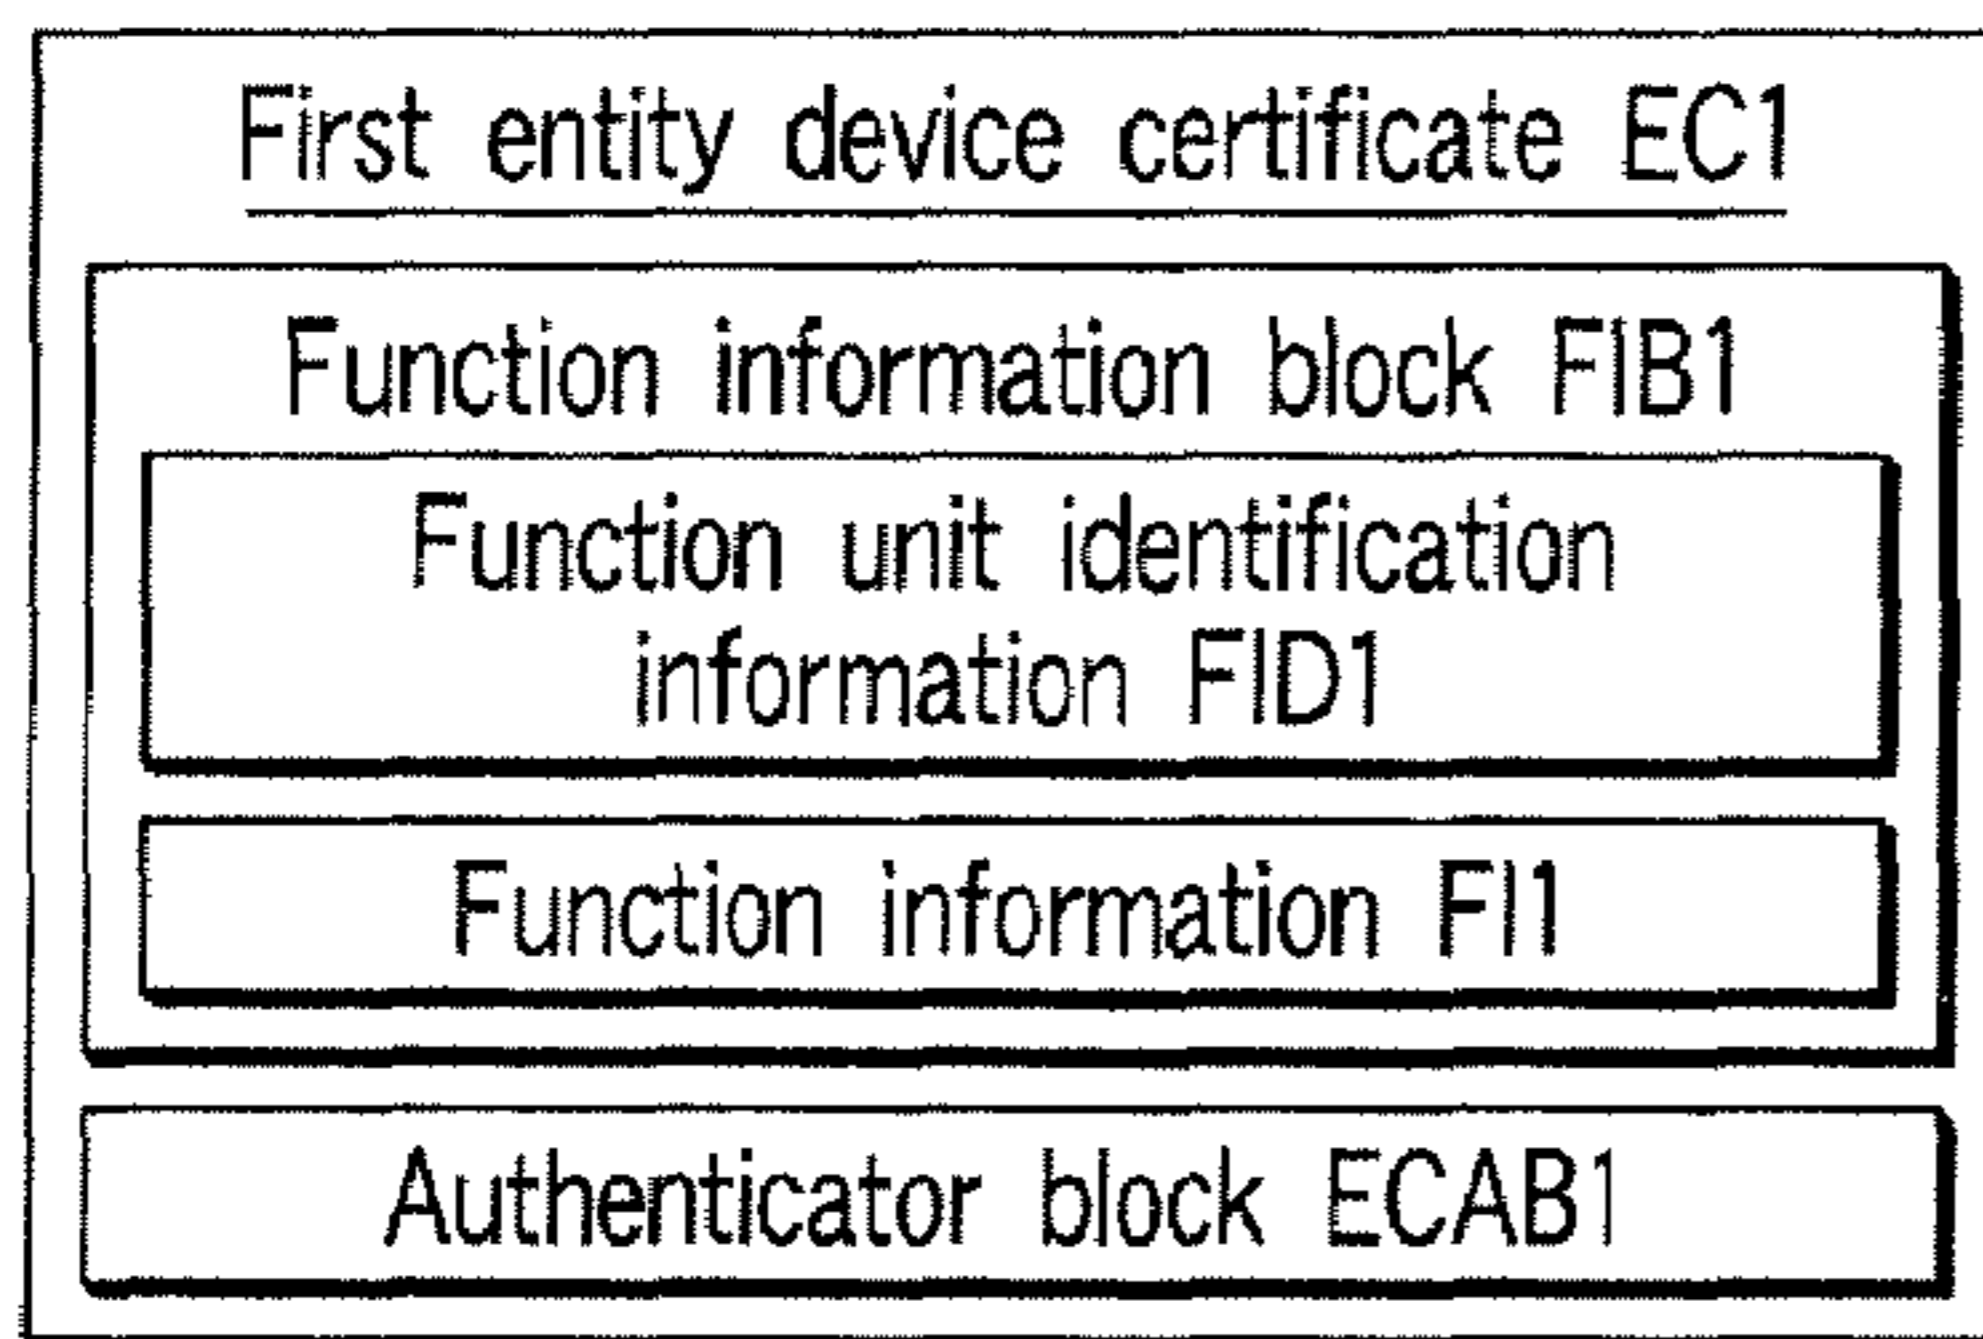 First entity device certificate EC1
Function information block FIB1
Function unit identification
information FID1
Function information FI1
Authenticator block ECAB1